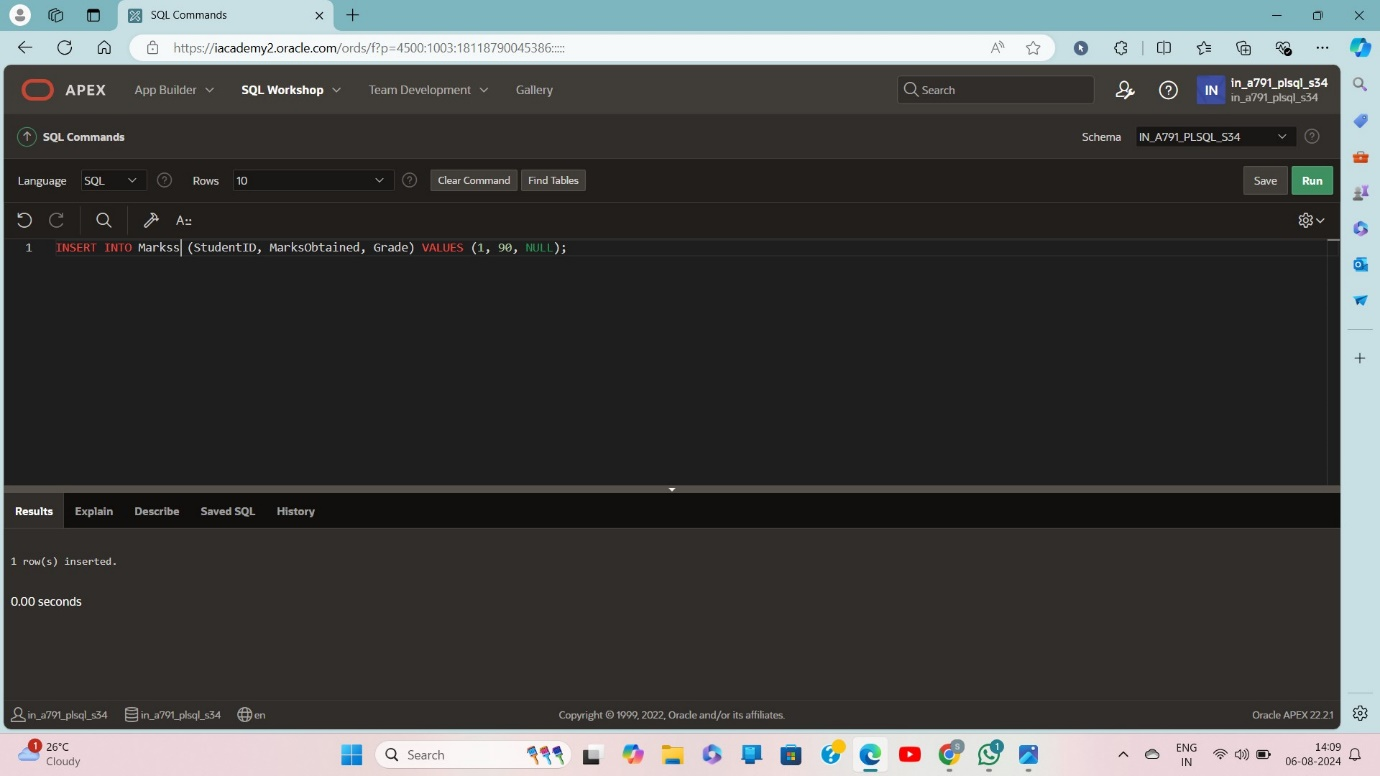 SQL Commands
https://iacademy2.oracle.com/ords/f?p=4500:1003:18118790045386:::::
APEX App Builder SQL Workshop Team Development Gallery Search IN in_a791_plsql_s34
in_a791_plsql_s34
SQL Commands Schema IN_A791_PLSQL_S34
Language SQL Rows 10 Clear Command Find Tables Save Run
A::
1 INSERT INTO Markss (StudentID, MarksObtained, Grade) VALUES (1, 90, NULL);
Results Explain Describe Saved SQL History
1 row(s) inserted.
0.00 seconds
in_a791_plsql_s34 in_a791_plsql_s34 en Copyright © 1999, 2022, Oracle and/or its affiliates. Oracle APEX 22.2.1
1 26°C
Cloudy
Search
S
1
ENG
IN
14:09
06-08-2024